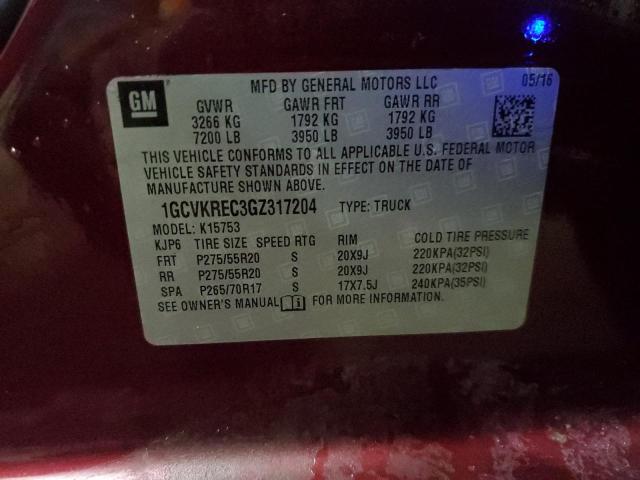 GM
MFD BY GENERAL MOTORS LLC 05/16
GVWR GAWR FRT GAWR RR
3266 KG 1792 KG 1792 KG
7200 LB 3950 LB 3950 LB
THIS VEHICLE CONFORMS TO ALL APPLICABLE U.S. FEDERAL MOTOR
VEHICLE SAFETY STANDARDS IN EFFECT ON THE DATE OF
MANUFACTURE SHOWN ABOVE.
1GCVKREC3GZ317204 TYPE: TRUCK
MODEL: K15753
KJP6 TIRE SIZE SPEED RTG RIM COLD TIRE PRESSURE
FRT P275/55R20 S 20X9J 220KPA(32PSI)
RR P275/55R20 S 20X9J 220KPA(32PSI)
SPA P265/70R17 S 17X7.5J 240KPA(35PSI)
SEE OWNER'S MANUAL i FOR MORE INFORMATION.